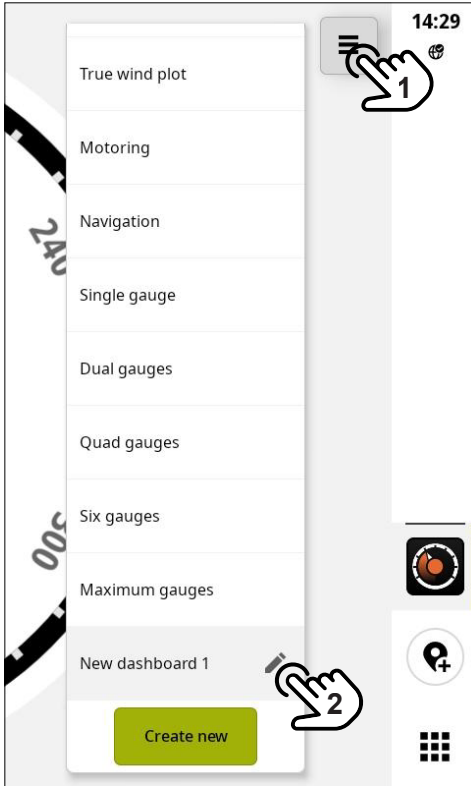 14:29
1
True wind plot
Motoring
240
Navigation
Single gauge
Dual gauges
Quad gauges
Six gauges
300
Maximum gauges
New dashboard 1
2
Create new